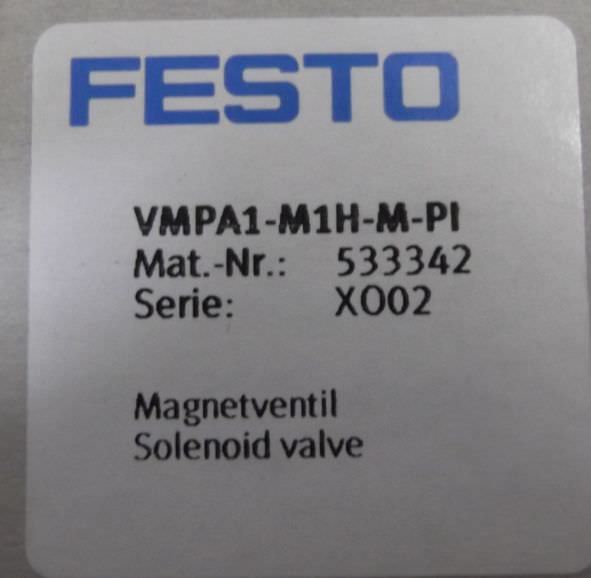 FESTO
VMPA1-M1H-M-PI
Mat.-Nr.: 533342
Serie: XO02
Magnetventil
Solenoid valve